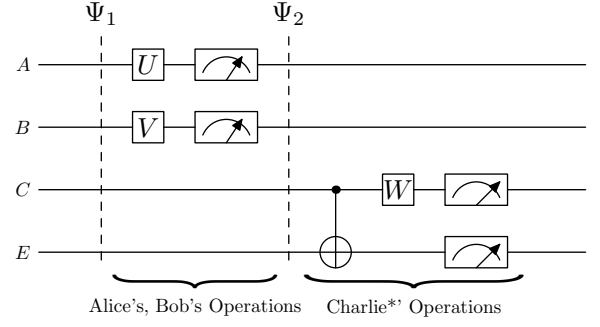 Ψ₁ Ψ₂
A U
B V
C W
E
Alice's, Bob's Operations Charlie*' Operations